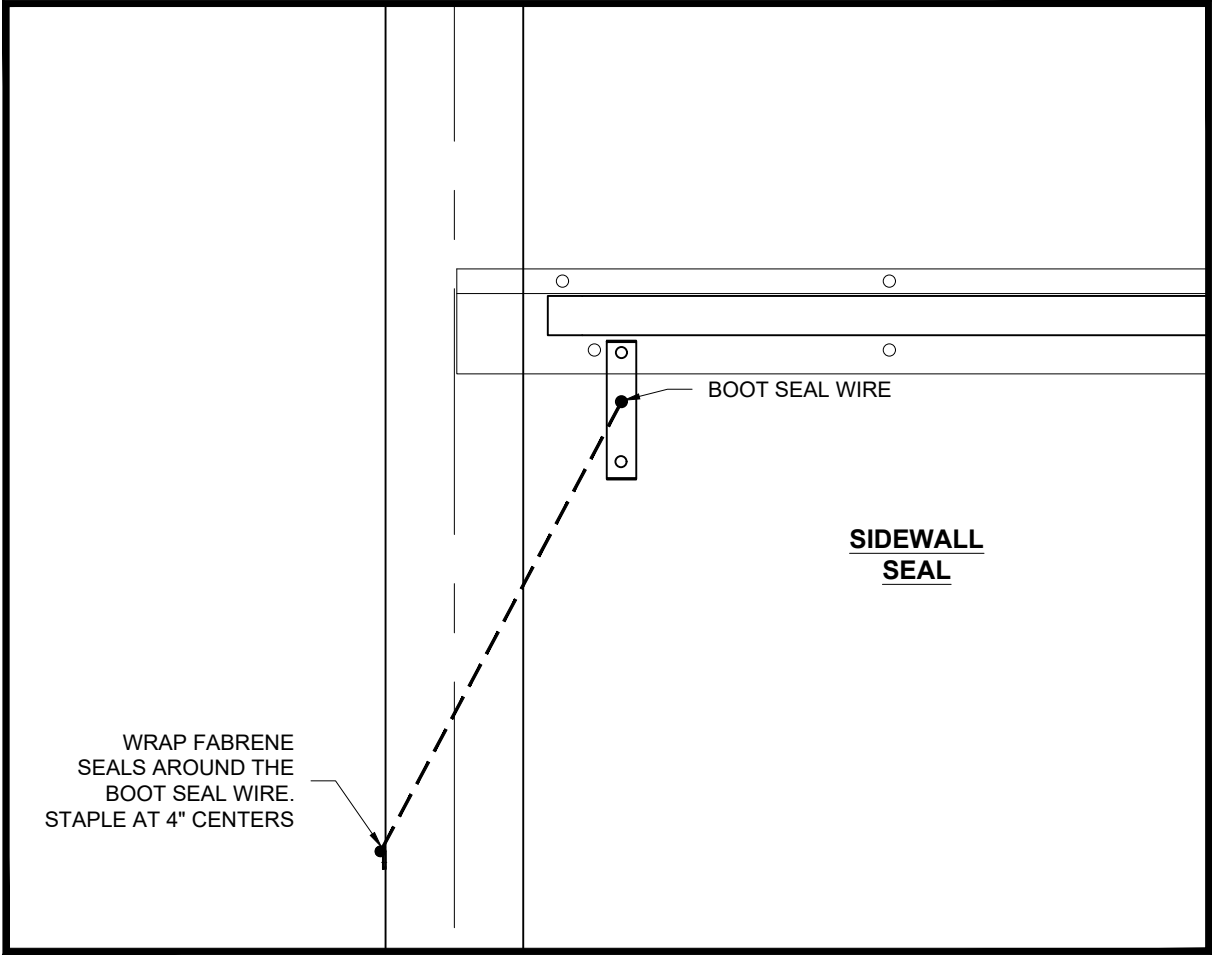 BOOT SEAL WIRE
SIDEWALL
SEAL
WRAP FABRENE
SEALS AROUND THE
BOOT SEAL WIRE.
STAPLE AT 4" CENTERS